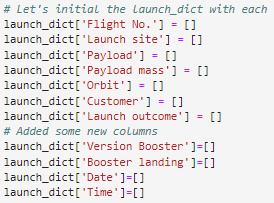 # Let's initial the launch_dict with each
launch_dict['Flight No.'] = []
launch_dict['Launch site'] = []
launch_dict['Payload'] = []
launch_dict['Payload mass'] = []
launch_dict['Orbit'] = []
launch_dict['Customer'] = []
launch_dict['Launch outcome'] = []
# Added some new columns
launch_dict['Version Booster']=[]
launch_dict['Booster landing']=[]
launch_dict['Date']=[]
launch_dict['Time']=[]